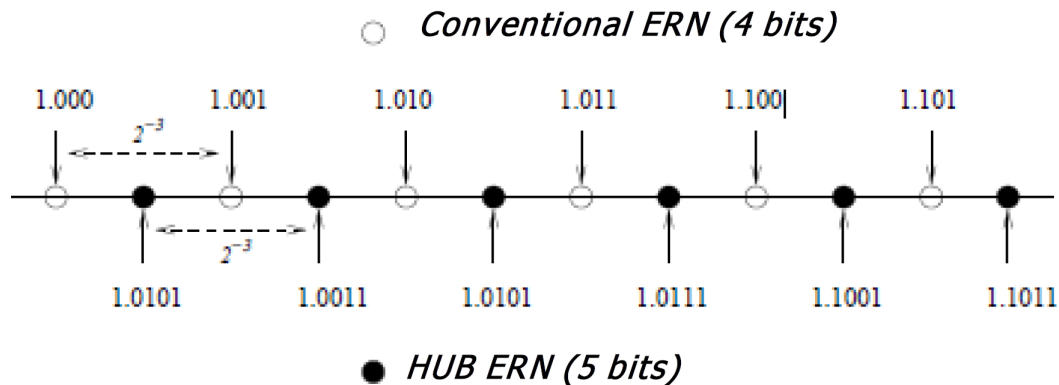 Conventional ERN (4 bits)
1.000 1.001 1.010 1.011 1.100 1.101
2⁻³
2⁻³
1.0101 1.0011 1.0101 1.0111 1.1001 1.1011
HUB ERN (5 bits)